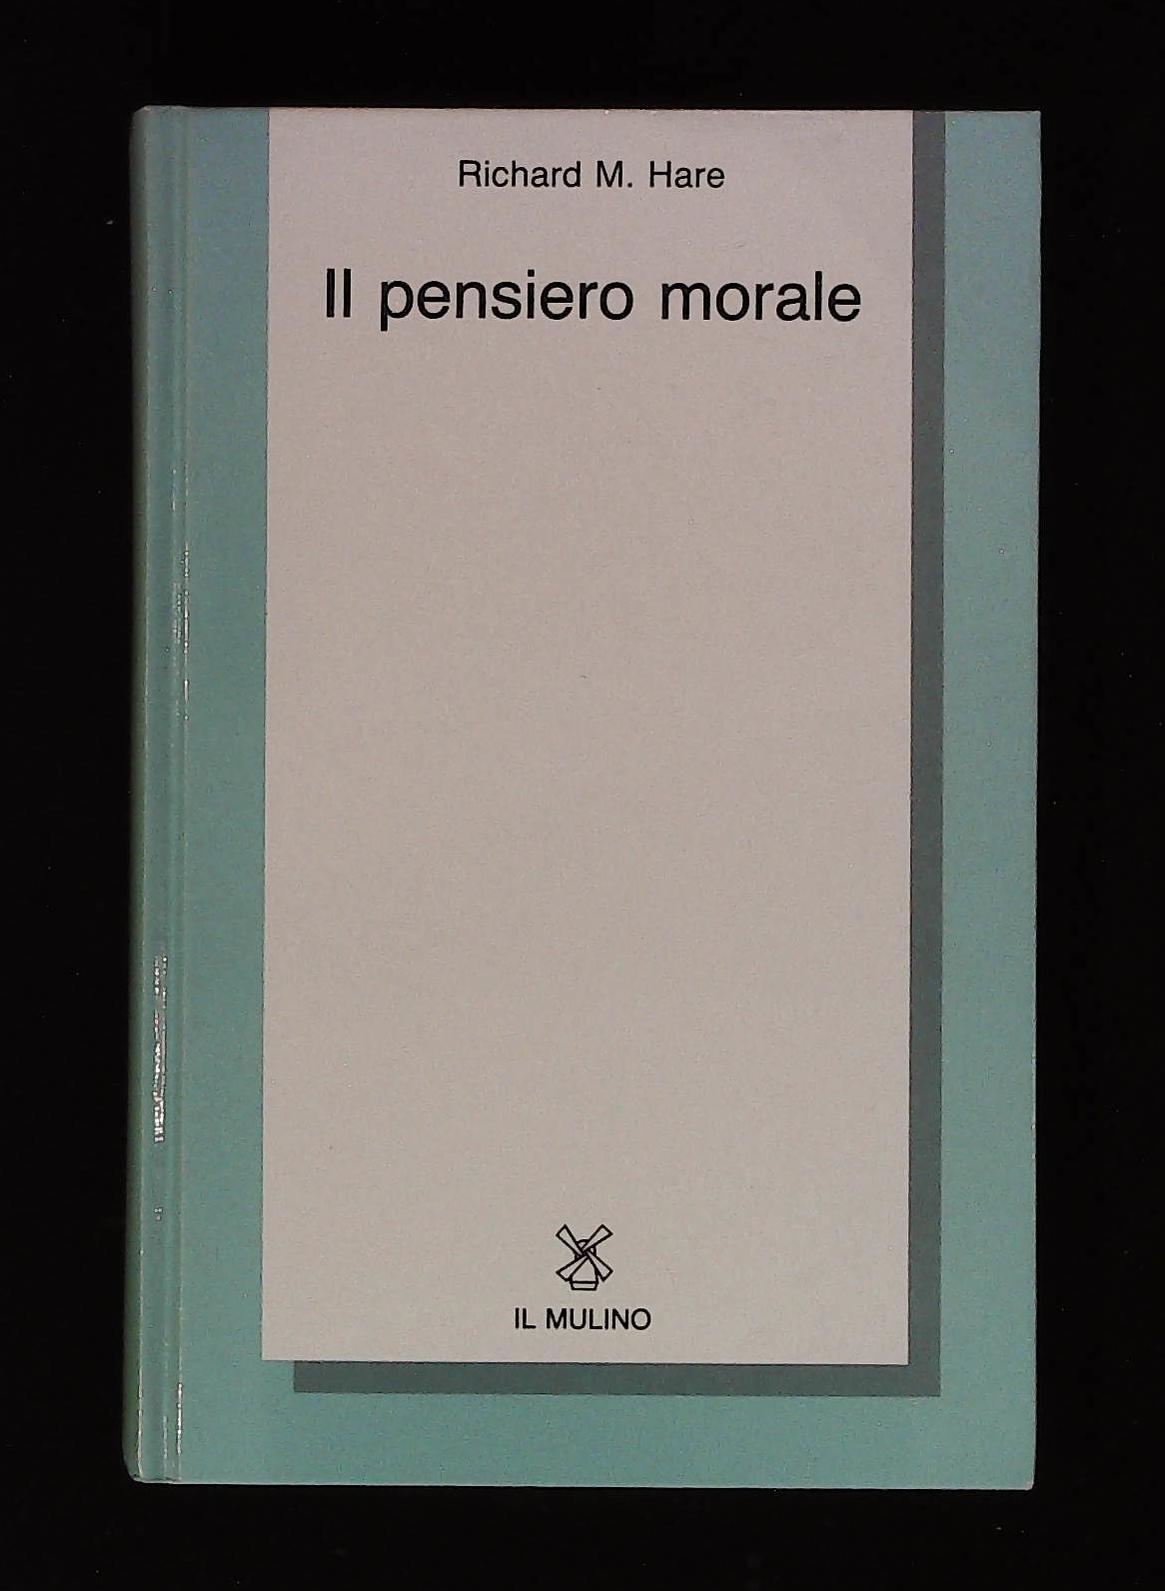 Richard M. Hare
Il pensiero morale
IL MULINO